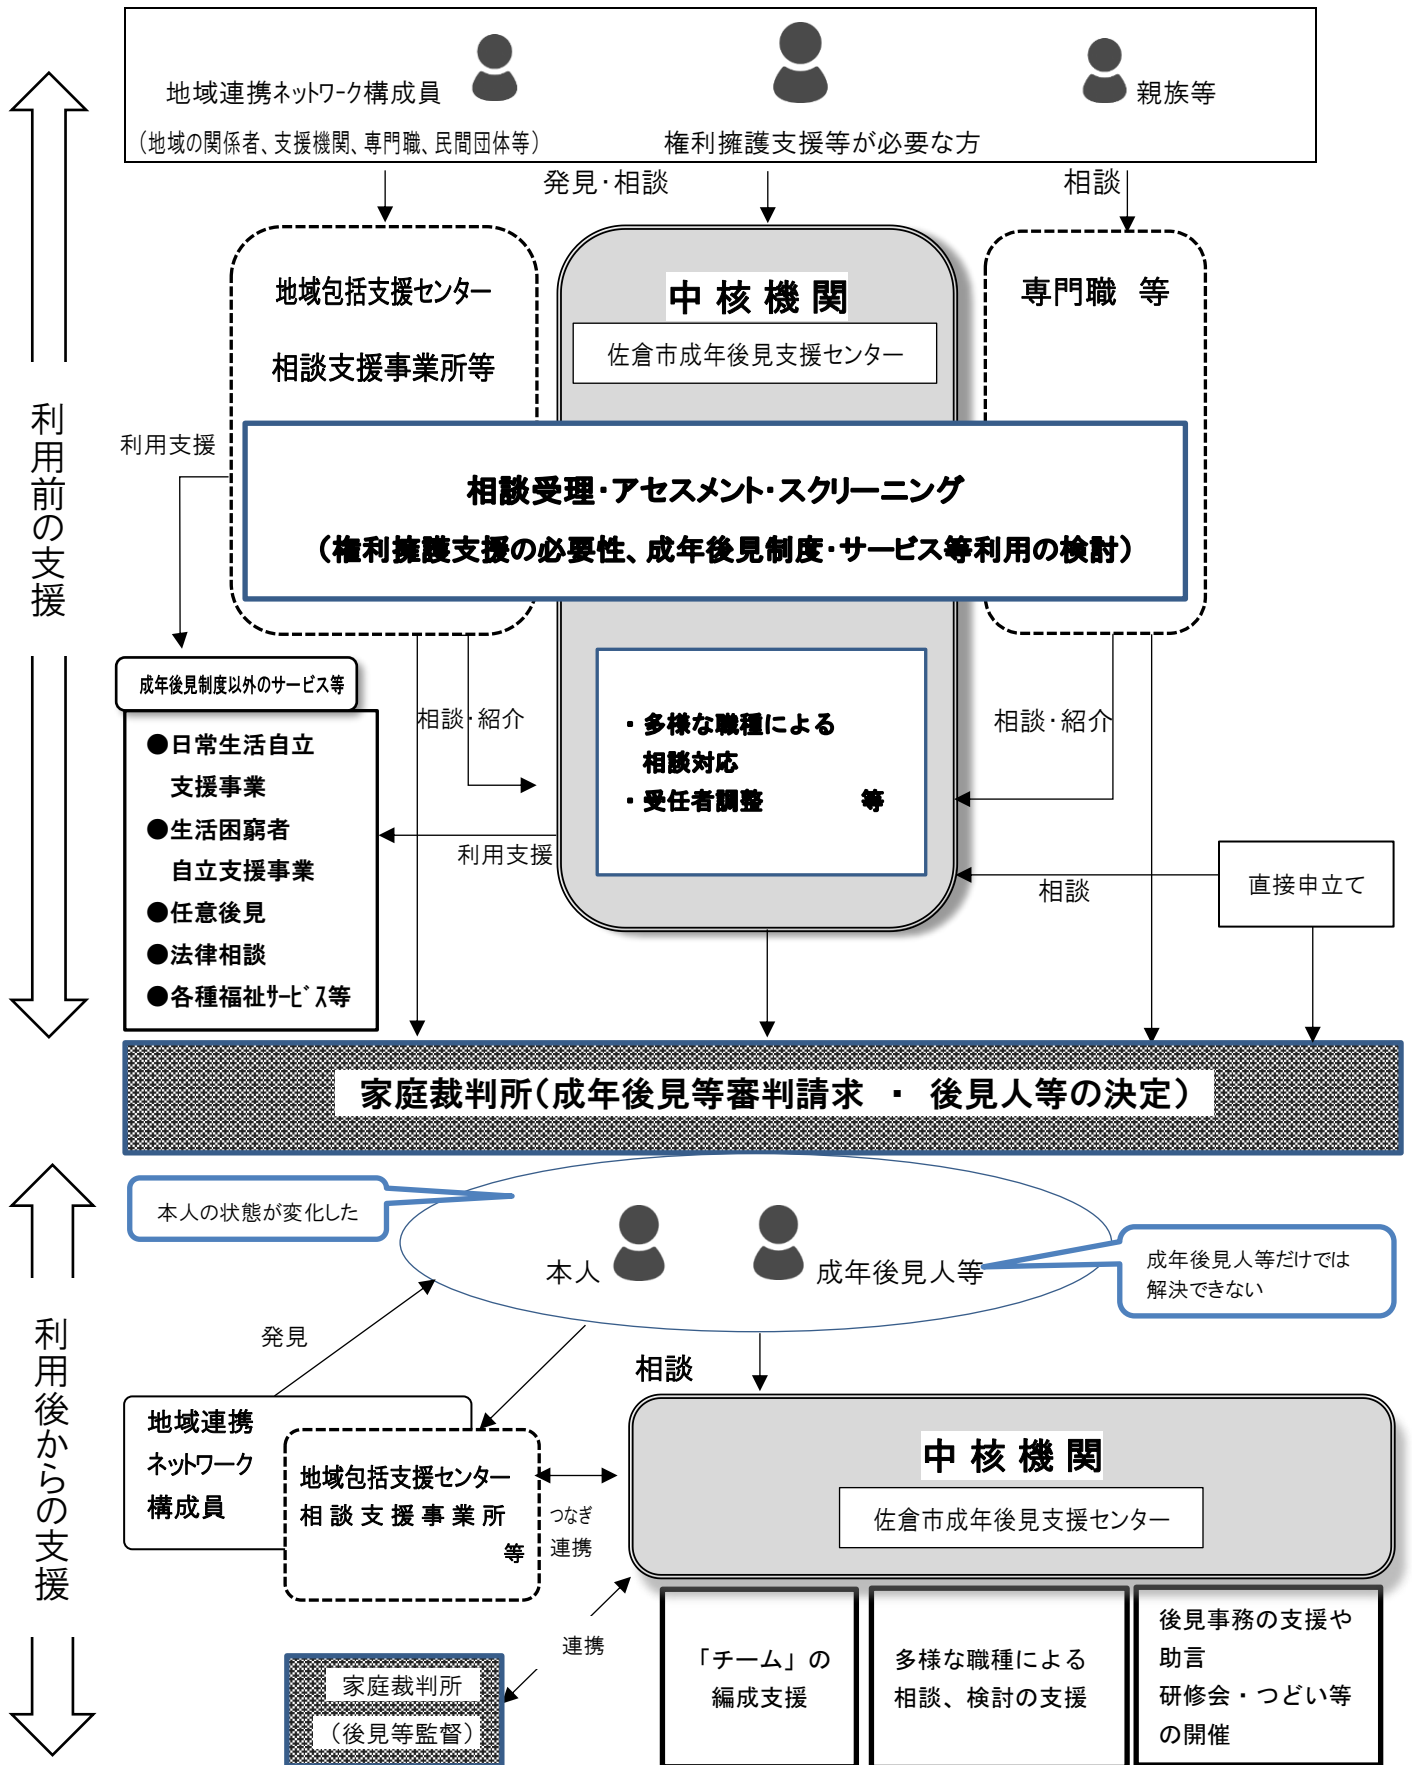 地域連携ネットワーク構成員
（地域の関係者、支援機関、専門職、民間団体等）
権利擁護支援等が必要な方
親族等
発見・相談
相談
利用前の支援
地域包括支援センター
相談支援事業所等
中核機関
佐倉市成年後見支援センター
専門職　等
利用支援
相談受理・アセスメント・スクリーニング
（権利擁護支援の必要性、成年後見制度・サービス等利用の検討）
成年後見制度以外のサービス等
●日常生活自立
支援事業
●生活困窮者
自立支援事業
●任意後見
●法律相談
●各種福祉ｻｰﾋﾞｽ等
相談・紹介
・多様な職種による
相談対応
・受任者調整　　　等
相談・紹介
利用支援
相談
直接申立て
家庭裁判所（成年後見等審判請求　・　後見人等の決定）
利用後からの支援
本人の状態が変化した
本人
成年後見人等
成年後見人等だけでは
解決できない
発見
相談
地域連携
ネットワーク
構成員
地域包括支援センター
相談支援事業所
等
つなぎ
連携
中核機関
佐倉市成年後見支援センター
連携
家庭裁判所
（後見等監督）
「チーム」の
編成支援
多様な職種による
相談、検討の支援
後見事務の支援や
助言
研修会・つどい等
の開催